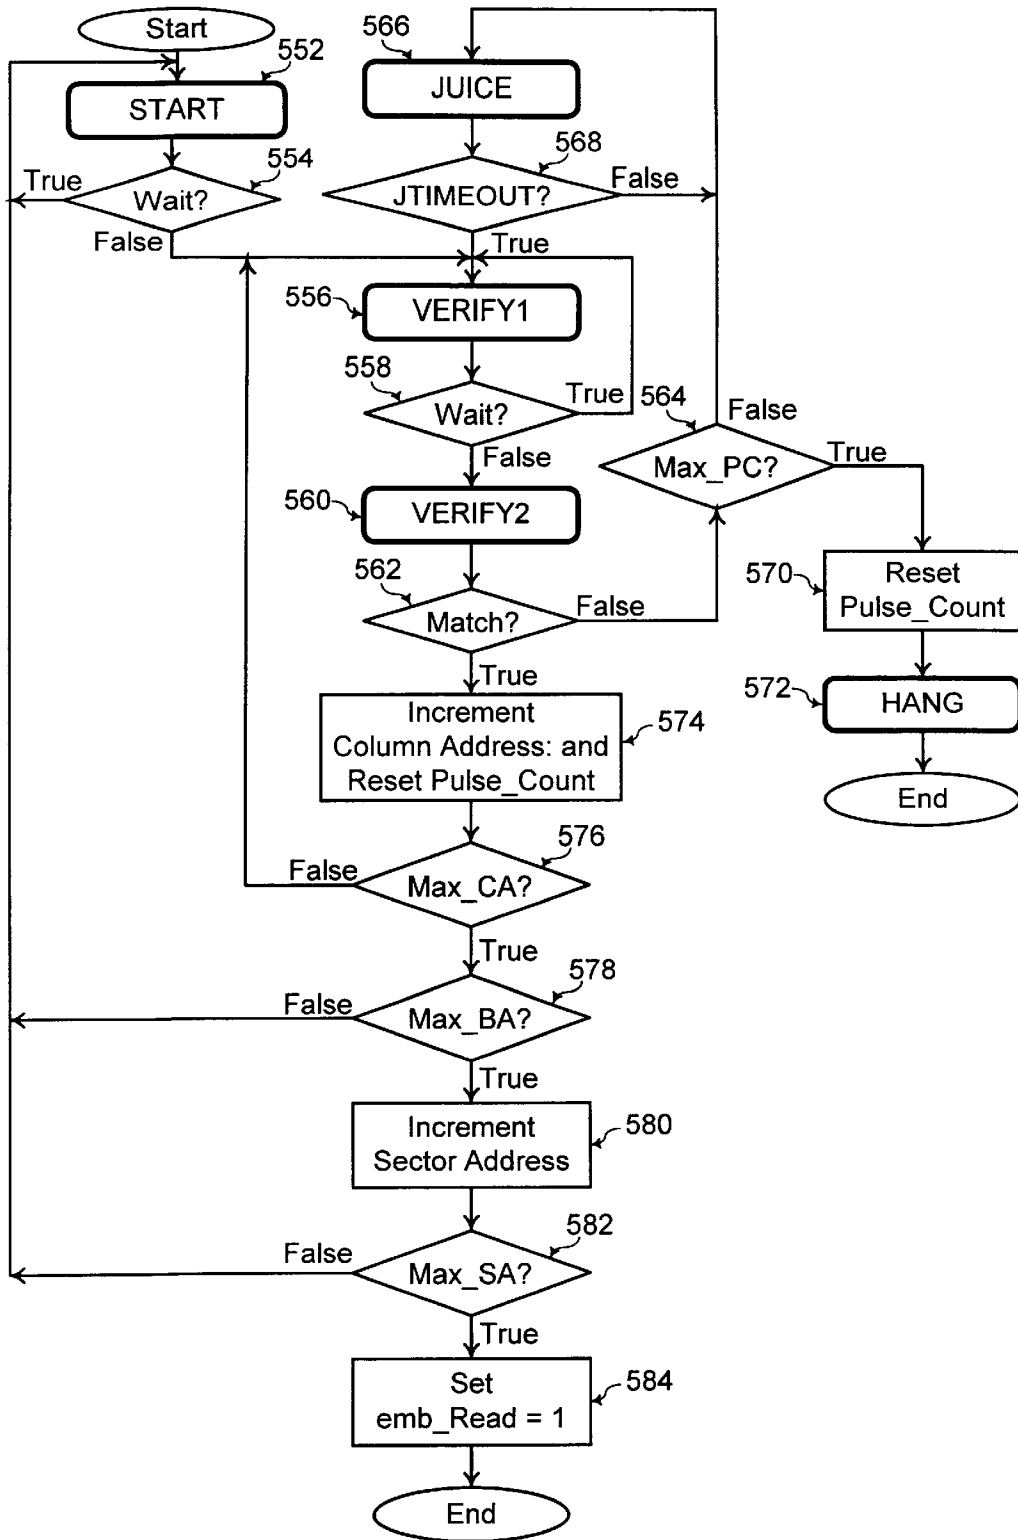 Start
552
START
554
True
Wait?
False
566
JUICE
568
JTIMEOUT?
False
True
556
VERIFY1
558
Wait?
True
False
560
VERIFY2
562
Match?
False
True
564
False
Max_PC?
True
570
Reset
Pulse_Count
572
HANG
End
Increment
Column Address: and
Reset Pulse_Count
574
576
False
Max_CA?
True
578
False
Max_BA?
True
Increment
Sector Address
580
582
False
Max_SA?
True
Set
emb_Read = 1
584
End